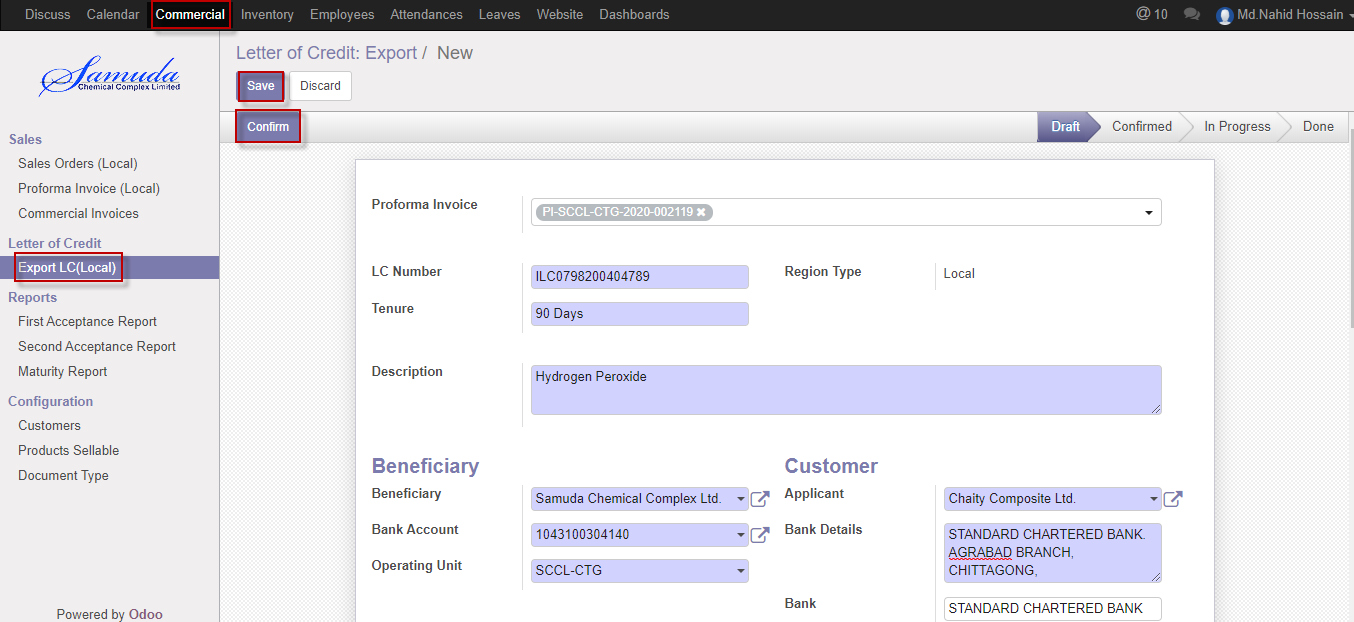 Discuss Calendar Commercial Inventory Employees Attendances Leaves Website Dashboards @ 10 Md.Nahid Hossain
Samuda
Chemical Complex Limited
Sales
Sales Orders (Local)
Proforma Invoice (Local)
Commercial Invoices
Letter of Credit
Export LC(Local)
Reports
First Acceptance Report
Second Acceptance Report
Maturity Report
Configuration
Customers
Products Sellable
Document Type
Powered by Odoo
Letter of Credit: Export / New
Save Discard
Confirm Draft Confirmed In Progress Done
Proforma Invoice PI-SCCL-CTG-2020-002119 ✖
LC Number ILC0798200404789 Region Type Local
Tenure 90 Days
Description Hydrogen Peroxide
Beneficiary Customer
Beneficiary Samuda Chemical Complex Ltd. Applicant Chaity Composite Ltd.
Bank Account 1043100304140 Bank Details STANDARD CHARTERED BANK.
AGRABAD BRANCH,
Operating Unit SCCL-CTG CHITTAGONG,
Bank STANDARD CHARTERED BANK